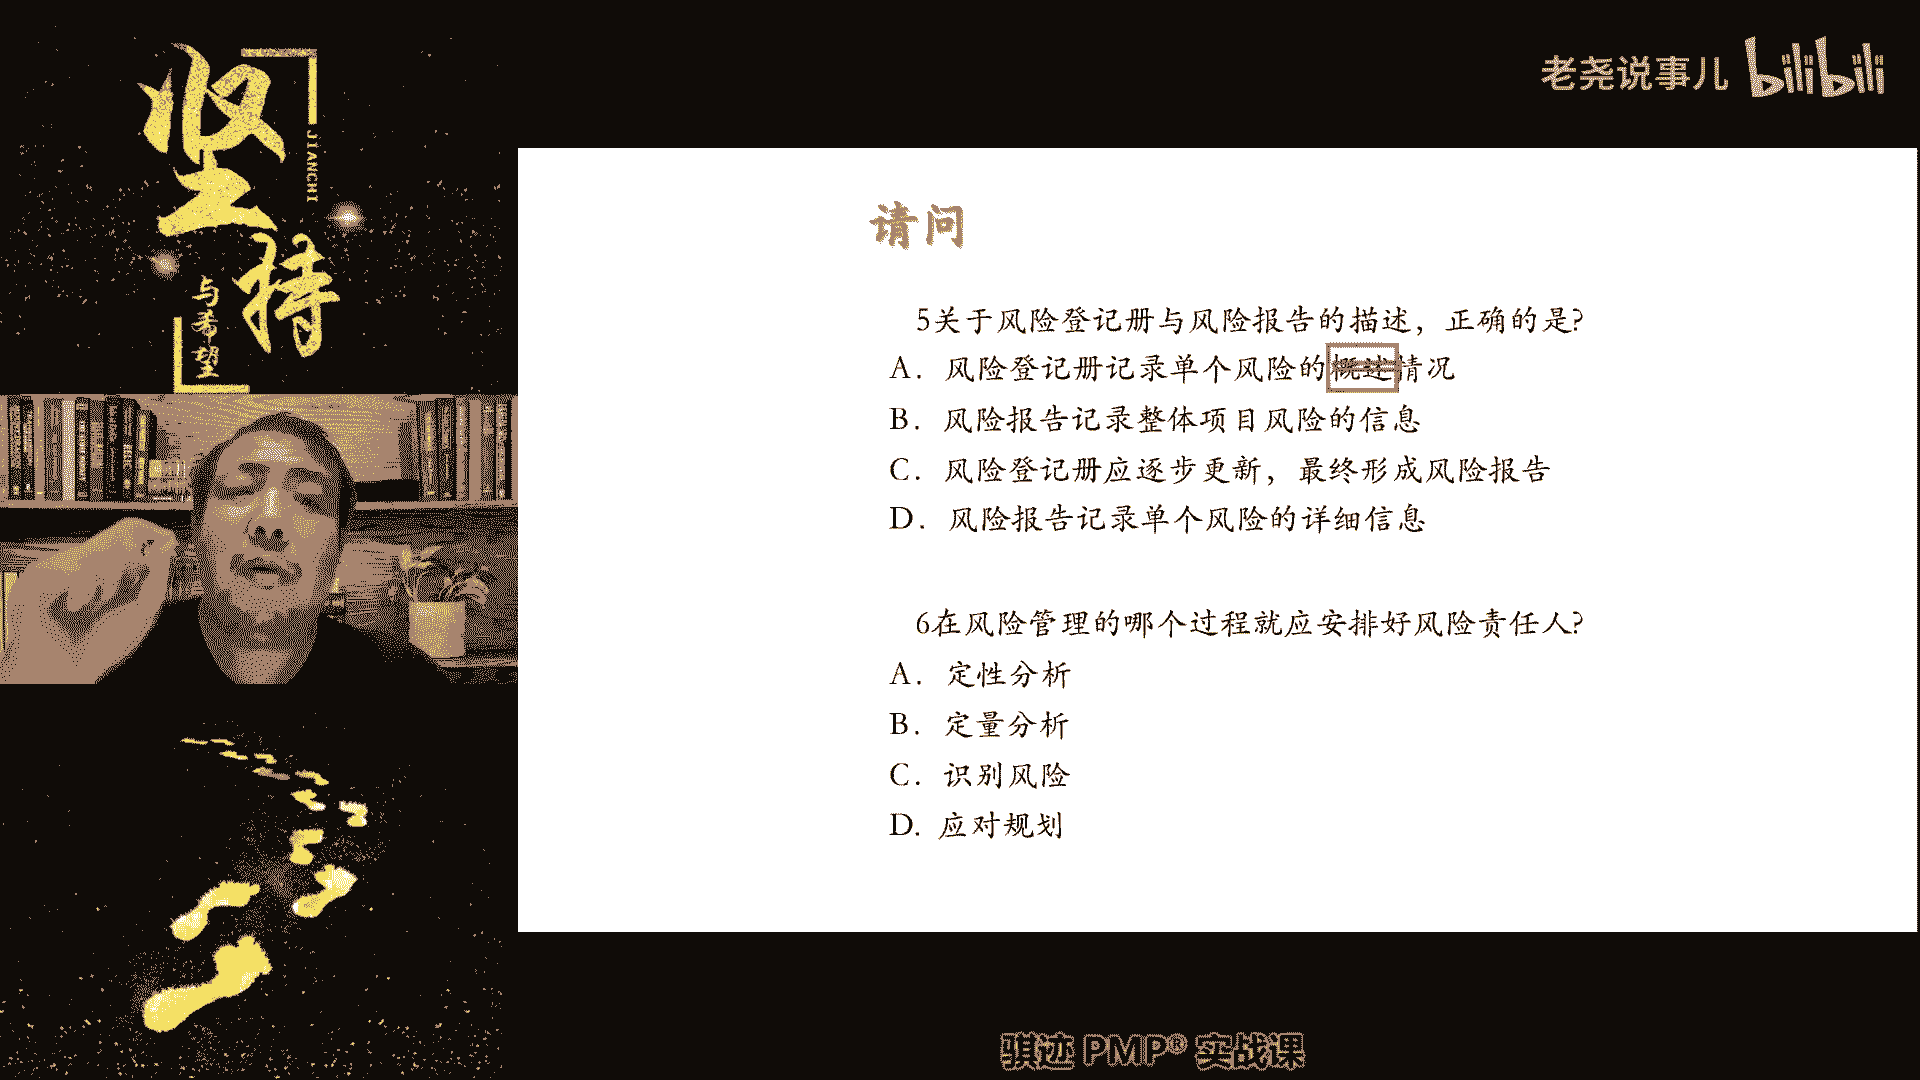 坚
JIANCHI
持
与希望
老尧说事儿 bilibili
请问
5关于风险登记册与风险报告的描述，正确的是?
A. 风险登记册记录单个风险的概述情况
B. 风险报告记录整体项目风险的信息
C. 风险登记册应逐步更新，最终形成风险报告
D. 风险报告记录单个风险的详细信息
6在风险管理的哪个过程就应安排好风险责任人?
A. 定性分析
B. 定量分析
C. 识别风险
D. 应对规划
骐迹 PMP® 实战课